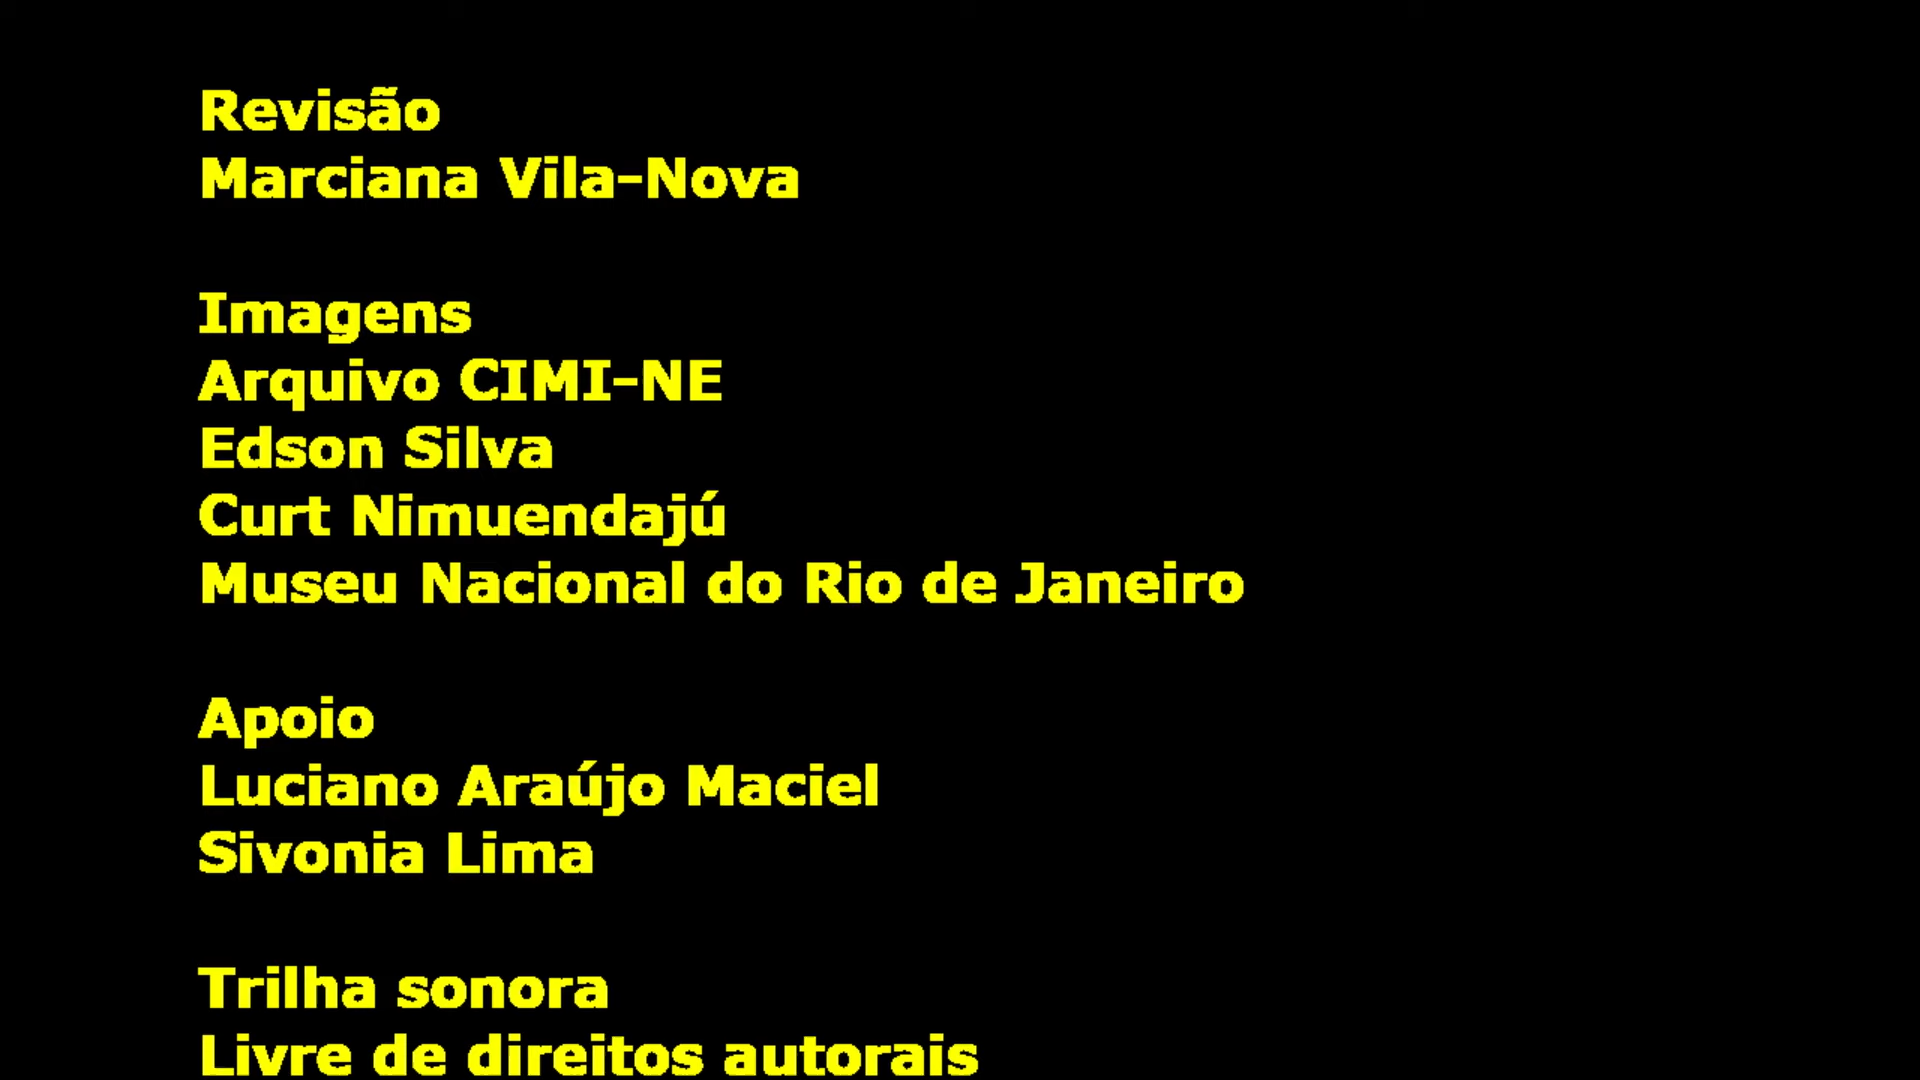 Revisão
Marciana Vila-Nova
Imagens
Arquivo CIMI-NE
Edson Silva
Curt Nimuendajú
Museu Nacional do Rio de Janeiro
Apoio
Luciano Araújo Maciel
Sivonia Lima
Trilha sonora
Livre de direitos autorais